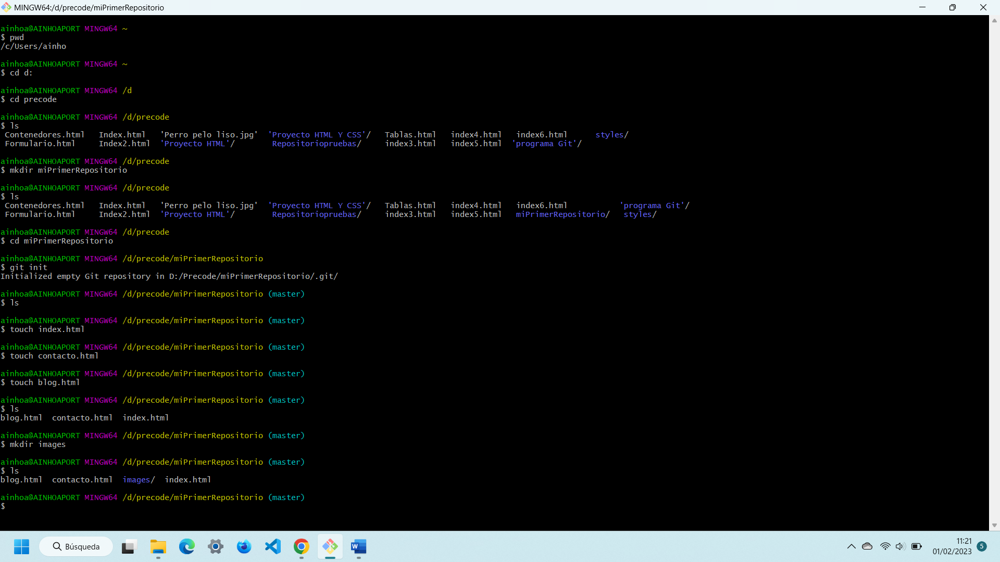 MINGW64:/d/precode/miPrimerRepositorio
ainhoa@AINHOAPORT MINGW64 ~
$ pwd
/c/Users/ainho
ainhoa@AINHOAPORT MINGW64 ~
$ cd d:
ainhoa@AINHOAPORT MINGW64 /d
$ cd precode
ainhoa@AINHOAPORT MINGW64 /d/precode
$ ls
Contenedores.html Index.html 'Perro pelo liso.jpg' 'Proyecto HTML Y CSS'/ Tablas.html index4.html index6.html styles/
Formulario.html Index2.html 'Proyecto HTML'/ Repositoriopruebas/ index3.html index5.html 'programa Git'/
ainhoa@AINHOAPORT MINGW64 /d/precode
$ mkdir miPrimerRepositorio
ainhoa@AINHOAPORT MINGW64 /d/precode
$ ls
Contenedores.html Index.html 'Perro pelo liso.jpg' 'Proyecto HTML Y CSS'/ Tablas.html index4.html index6.html 'programa Git'/
Formulario.html Index2.html 'Proyecto HTML'/ Repositoriopruebas/ index3.html index5.html miPrimerRepositorio/ styles/
ainhoa@AINHOAPORT MINGW64 /d/precode
$ cd miPrimerRepositorio
ainhoa@AINHOAPORT MINGW64 /d/precode/miPrimerRepositorio
$ git init
Initialized empty Git repository in D:/Precode/miPrimerRepositorio/.git/
ainhoa@AINHOAPORT MINGW64 /d/precode/miPrimerRepositorio (master)
$ ls
ainhoa@AINHOAPORT MINGW64 /d/precode/miPrimerRepositorio (master)
$ touch index.html
ainhoa@AINHOAPORT MINGW64 /d/precode/miPrimerRepositorio (master)
$ touch contacto.html
ainhoa@AINHOAPORT MINGW64 /d/precode/miPrimerRepositorio (master)
$ touch blog.html
ainhoa@AINHOAPORT MINGW64 /d/precode/miPrimerRepositorio (master)
$ ls
blog.html contacto.html index.html
ainhoa@AINHOAPORT MINGW64 /d/precode/miPrimerRepositorio (master)
$ mkdir images
ainhoa@AINHOAPORT MINGW64 /d/precode/miPrimerRepositorio (master)
$ ls
blog.html contacto.html images/ index.html
ainhoa@AINHOAPORT MINGW64 /d/precode/miPrimerRepositorio (master)
$
Búsqueda
W
11:21
01/02/2023
5